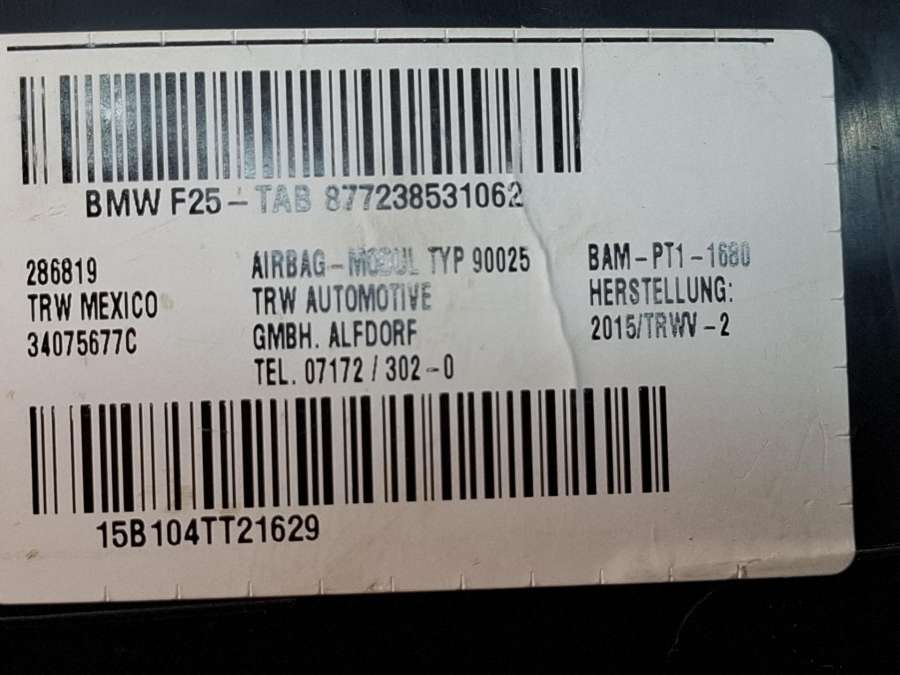 BMW F25-TAB 877238531062
286819
TRW MEXICO
34075677C
AIRBAG-MODUL TYP 90025
TRW AUTOMOTIVE
GMBH. ALFDORF
TEL. 07172 / 302-0
BAM-PT1-1680
HERSTELLUNG:
2015/TRWV-2
15B104TT21629